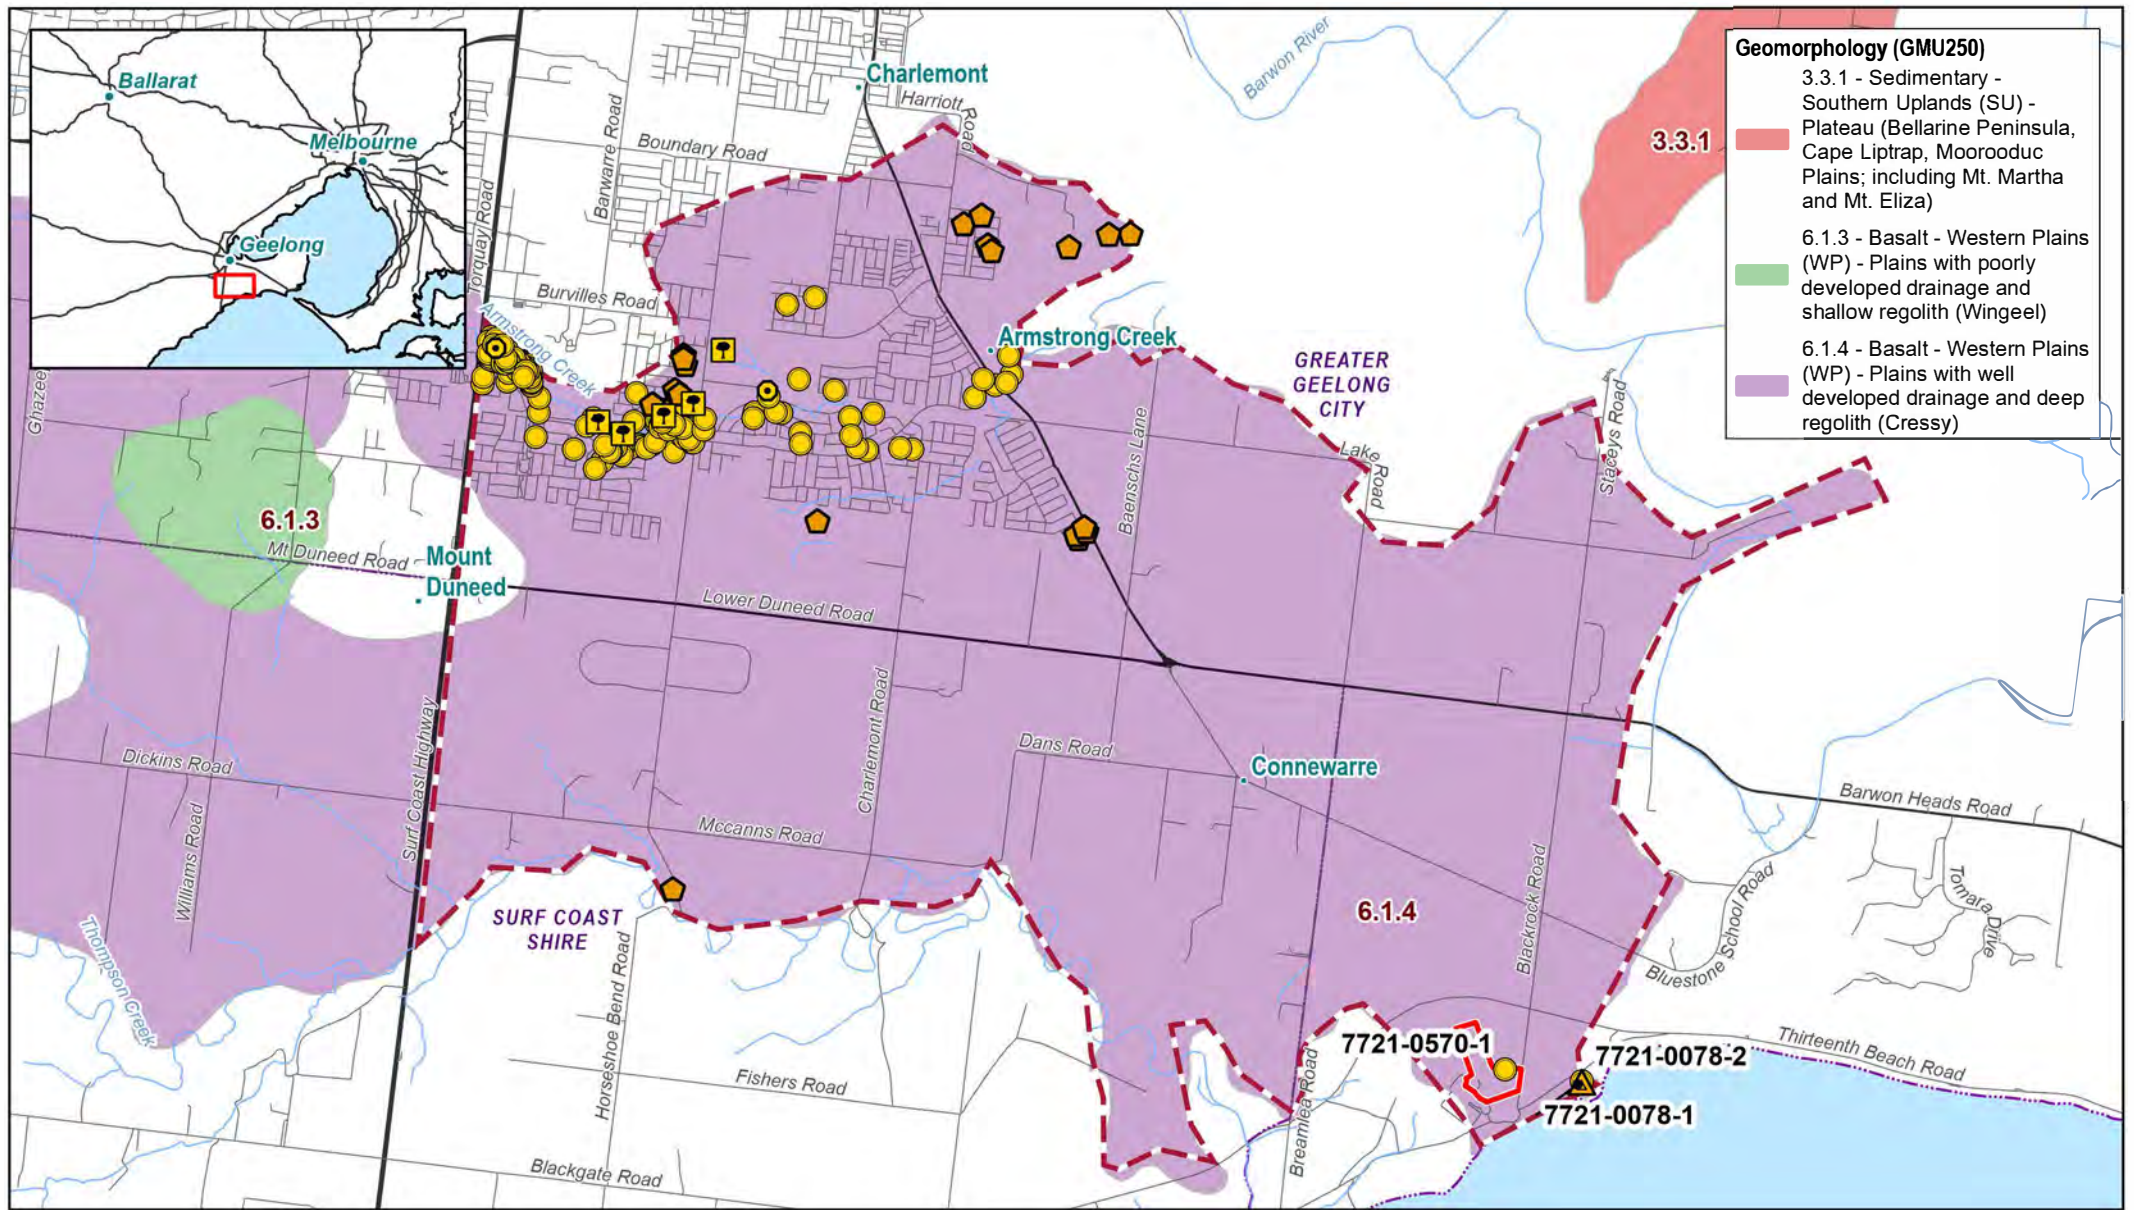 Ballarat
Melbourne
Geelong
Charlemont
Harriott Road
Barwon River
Boundary Road
Barwarre Road
Torquay Road
Burvilles Road
Armstrong Creek
Armstrong Creek
GREATER
GEELONG
CITY
3.3.1
Geomorphology (GMU250)
3.3.1 - Sedimentary -
Southern Uplands (SU) -
Plateau (Bellarine Peninsula,
Cape Liptrap, Moorooduc
Plains; including Mt. Martha
and Mt. Eliza)
6.1.3 - Basalt - Western Plains
(WP) - Plains with poorly
developed drainage and
shallow regolith (Wingeel)
6.1.4 - Basalt - Western Plains
(WP) - Plains with well
developed drainage and deep
regolith (Cressy)
6.1.3
Mt Duneed Road
Mount
Duneed
Baenschs Lane
Lake Road
Staceys Road
Lower Duneed Road
Surf Coast Highway
Charlemont Road
Dans Road
Connewarre
Dickins Road
Williams Road
Mccanns Road
Barwon Heads Road
Tomara Drive
SURF COAST
SHIRE
6.1.4
Blackrock Road
Bluestone School Road
Thompson Creek
Horseshoe Bend Road
Fishers Road
Blackgate Road
Breamlea Road
7721-0570-1
7721-0078-2
7721-0078-1
Thirteenth Beach Road